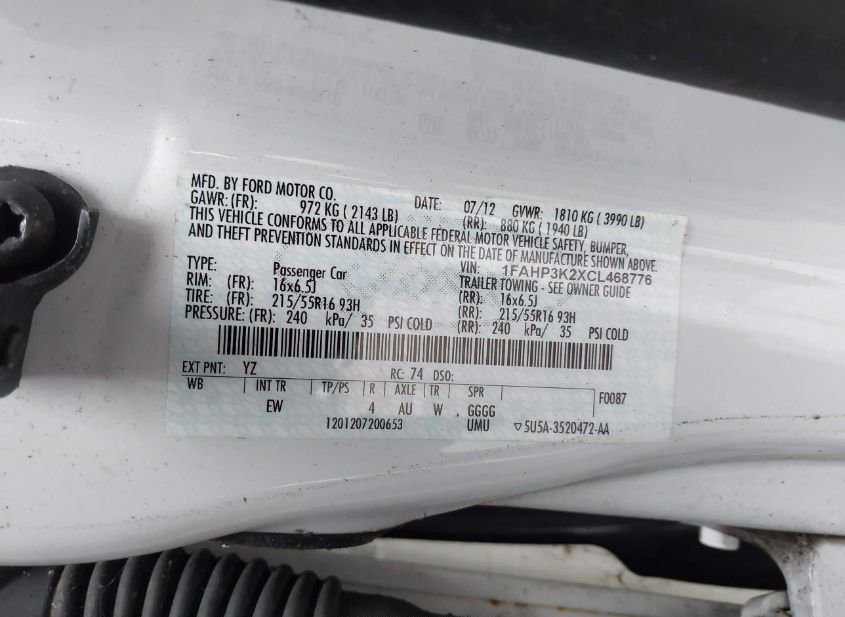 MFD. BY FORD MOTOR CO.
DATE: 07/12 GVWR: 1810 KG ( 3990 LB)
GAWR: (FR): 972 KG ( 2143 LB) (RR): 880 KG ( 1940 LB)
THIS VEHICLE CONFORMS TO ALL APPLICABLE FEDERAL MOTOR VEHICLE SAFETY, BUMPER,
AND THEFT PREVENTION STANDARDS IN EFFECT ON THE DATE OF MANUFACTURE SHOWN ABOVE.
VIN: 1FAHP3K2XCL468776
TYPE: Passenger Car TRAILER TOWING - SEE OWNER GUIDE
RIM: (FR): 16x6.5J (RR): 16x6.5J
TIRE: (FR): 215/55R16 93H (RR): 215/55R16 93H
PRESSURE: (FR): 240 kPa/ 35 PSI COLD (RR): 240 kPa/ 35 PSI COLD
EXT PNT: YZ RC: 74 DSO:
WB INT TR TP/PS R AXLE TR SPR F0087
EW 4 AU W . GGGG
1201207200653 UMU ▽5U5A-3520472-AA